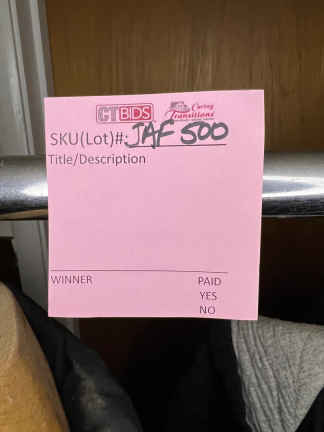 CTBIDS Caring Transitions
SKU(Lot)#: JAF 500
Title/Description
WINNER PAID
YES
NO